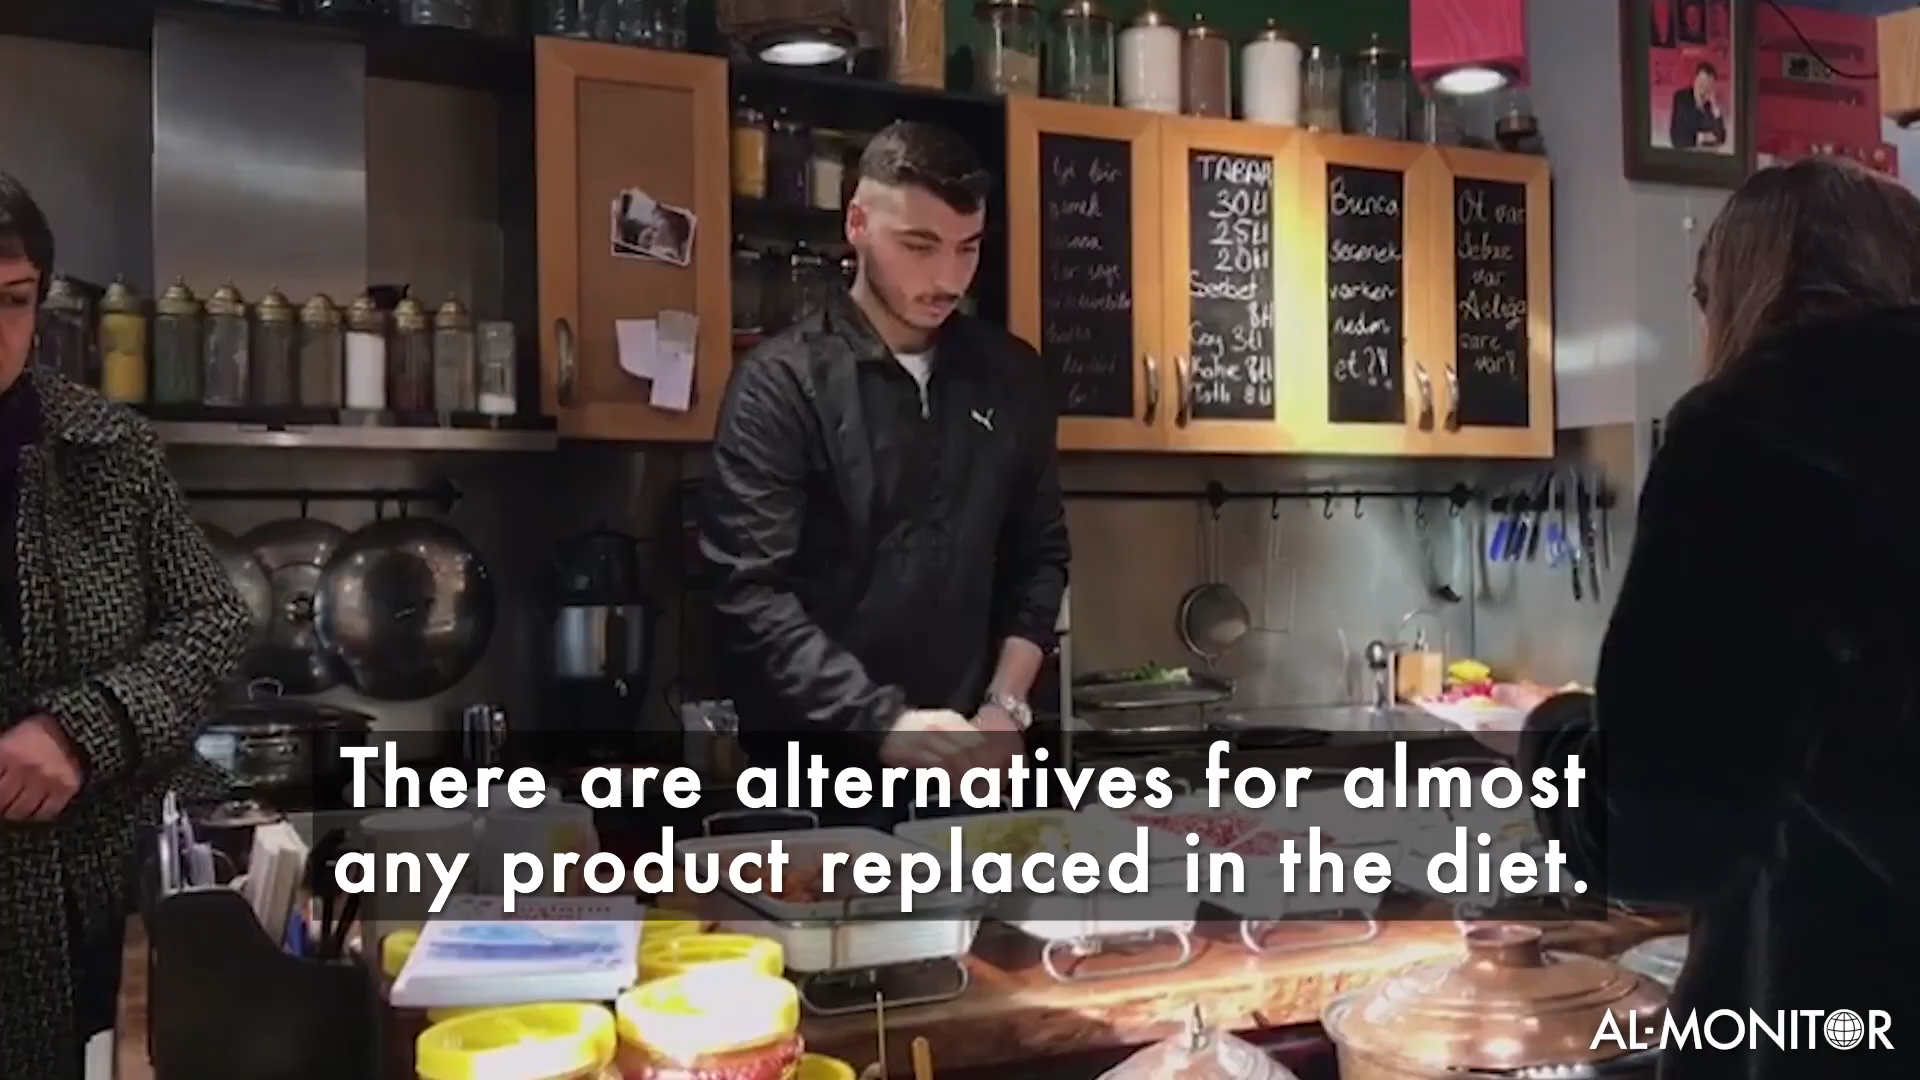 TABAK
30tl
25tl
20tl
Şerbet
8tl
Çay 3tl
Kahve 8tl
Tatlı 8tl
Bunca
seçenek
varken
neden
et?!
Ot var
Sebze
var
Açlığa
çare
var!
There are alternatives for almost
any product replaced in the diet.
AL-MONITOR